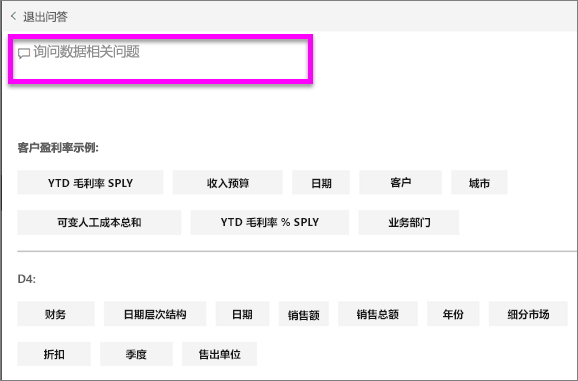 退出问答
询问数据相关问题
客户盈利率示例:
YTD 毛利率 SPLY 收入预算 日期 客户 城市
可变人工成本总和 YTD 毛利率 % SPLY 业务部门
D4:
财务 日期层次结构 日期 销售额 销售总额 年份 细分市场
折扣 季度 售出单位